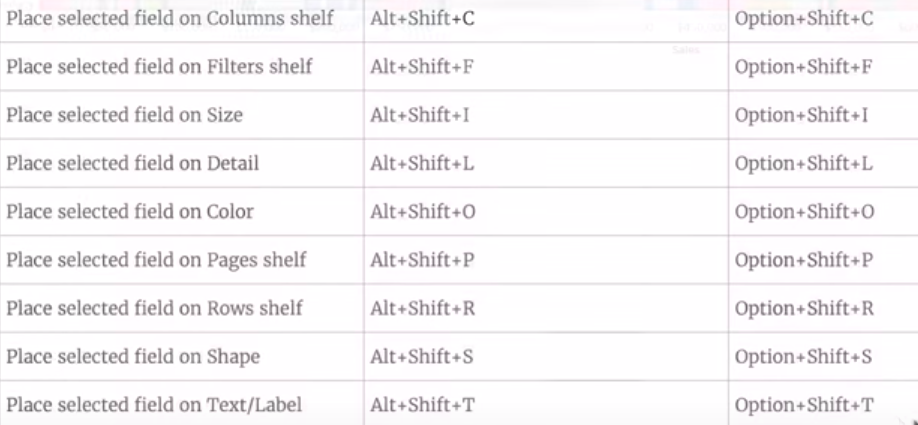 Place selected field on Columns shelf Alt+Shift+C Option+Shift+C
Sales
Place selected field on Filters shelf Alt+Shift+F Option+Shift+F
Place selected field on Size Alt+Shift+I Option+Shift+I
Place selected field on Detail Alt+Shift+L Option+Shift+L
Place selected field on Color Alt+Shift+O Option+Shift+O
Place selected field on Pages shelf Alt+Shift+P Option+Shift+P
Place selected field on Rows shelf Alt+Shift+R Option+Shift+R
Place selected field on Shape Alt+Shift+S Option+Shift+S
Place selected field on Text/Label Alt+Shift+T Option+Shift+T